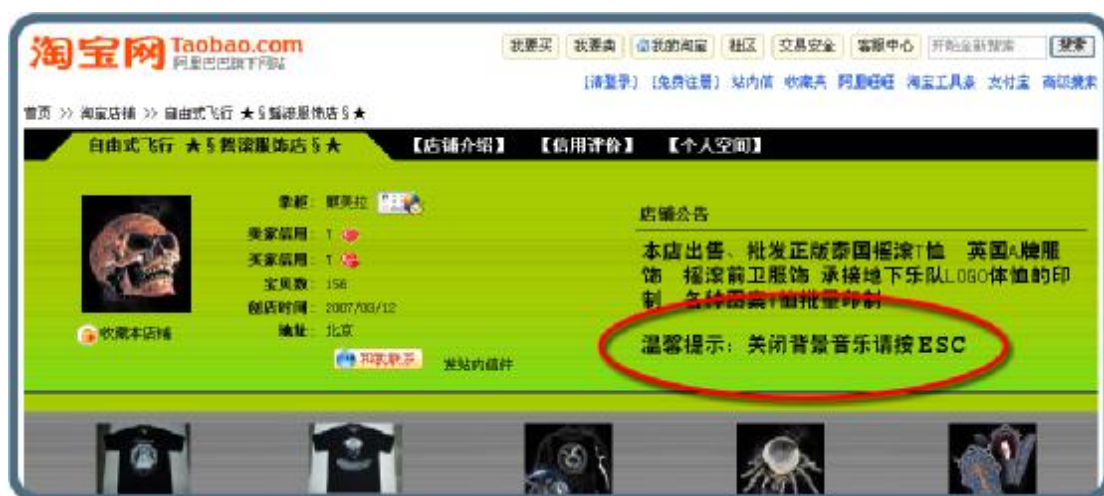 淘宝网 Taobao.com
阿里巴巴旗下网站
我要买 我要卖 我的淘宝 社区 交易安全 客服中心 开始全新搜索 搜索
[请登录] [免费注册] 站内信 收藏夹 阿里旺旺 淘宝工具条 支付宝 高级搜索
首页 >> 淘宝店铺 >> 自由式飞行 ★§摇滚服饰店§★
自由式飞行 ★§摇滚服饰店§★ 【店铺介绍】 【信用评价】 【个人空间】
掌柜:
卖家信用: 1
买家信用: 1
宝贝数: 156
创店时间: 2007/03/12
地址: 北京
收藏本店铺
和我联系 发站内信件
店铺公告
本店出售、批发正版泰国摇滚T恤 英国A牌服
饰 摇滚前卫服饰 承接地下乐队LOGO体恤的印
制 各种图案T恤批量印制
温馨提示：关闭背景音乐请按ESC